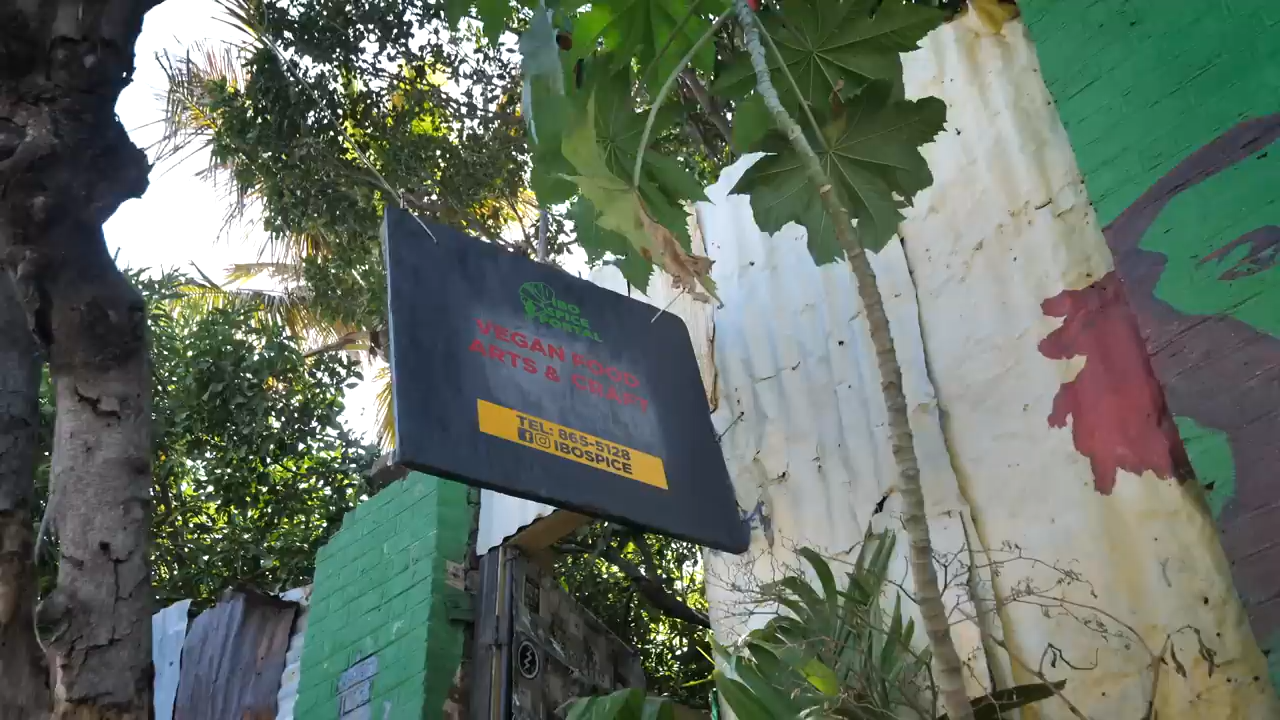 IBO
SPICE
PORTAL
VEGAN FOOD
ARTS & CRAFT
TEL: 865-5128
IBOSPICE